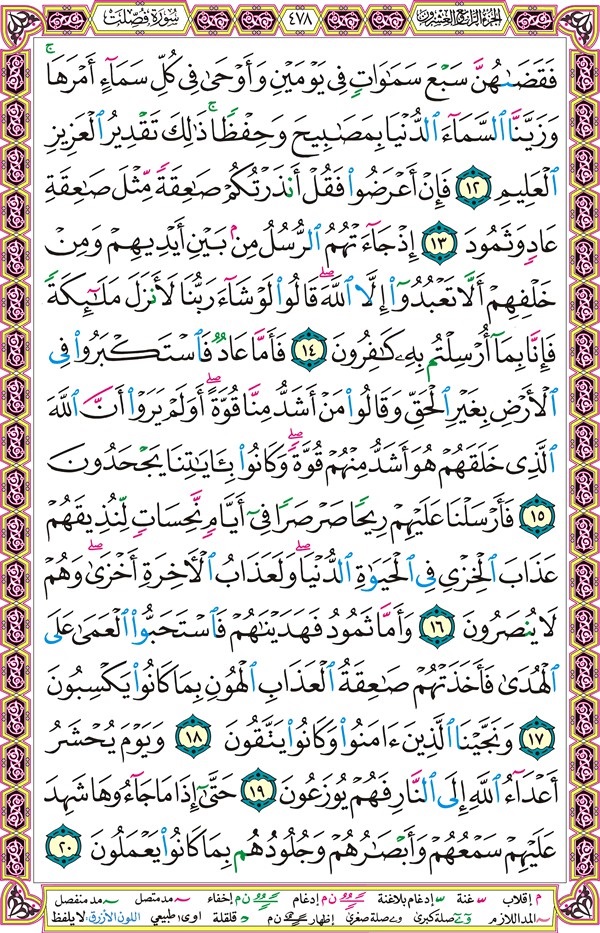 الجزء الرابع والعشرون ٤٧٨ سورة فصلت
فَقَضَىٰهُنَّ سَبْعَ سَمَٰوَاتٍ فِى يَوْمَيْنِ وَأَوْحَىٰ فِى كُلِّ سَمَآءٍ أَمْرَهَا ۚ
وَزَيَّنَّا ٱلسَّمَآءَ ٱلدُّنْيَا بِمَصَٰبِيحَ وَحِفْظًا ۚ ذَٰلِكَ تَقْدِيرُ ٱلْعَزِيزِ
ٱلْعَلِيمِ ١٢ فَإِنْ أَعْرَضُوا۟ فَقُلْ أَنذَرْتُكُمْ صَٰعِقَةً مِّثْلَ صَٰعِقَةِ
عَادٍ وَثَمُودَ ١٣ إِذْ جَآءَتْهُمُ ٱلرُّسُلُ مِنۢ بَيْنِ أَيْدِيهِمْ وَمِنْ
خَلْفِهِمْ أَلَّا تَعْبُدُوٓا۟ إِلَّا ٱللَّهَ ۖ قَالُوا۟ لَوْ شَآءَ رَبُّنَا لَأَنزَلَ مَلَٰٓئِكَةً
فَإِنَّا بِمَآ أُرْسِلْتُم بِهِۦ كَٰفِرُونَ ١٤ فَأَمَّا عَادٌ فَٱسْتَكْبَرُوا۟ فِى
ٱلْأَرْضِ بِغَيْرِ ٱلْحَقِّ وَقَالُوا۟ مَنْ أَشَدُّ مِنَّا قُوَّةً ۖ أَوَلَمْ يَرَوْا۟ أَنَّ ٱللَّهَ
ٱلَّذِى خَلَقَهُمْ هُوَ أَشَدُّ مِنْهُمْ قُوَّةً ۖ وَكَانُوا۟ بِـَٔايَٰتِنَا يَجْحَدُونَ
١٥ فَأَرْسَلْنَا عَلَيْهِمْ رِيحًا صَرْصَرًا فِىٓ أَيَّامٍ نَّحِسَاتٍ لِّنُذِيقَهُمْ
عَذَابَ ٱلْخِزْىِ فِى ٱلْحَيَوٰةِ ٱلدُّنْيَا ۖ وَلَعَذَابُ ٱلْءَاخِرَةِ أَخْزَىٰ ۖ وَهُمْ
لَا يُنصَرُونَ ١٦ وَأَمَّا ثَمُودُ فَهَدَيْنَٰهُمْ فَٱسْتَحَبُّوا۟ ٱلْعَمَىٰ عَلَى
ٱلْهُدَىٰ فَأَخَذَتْهُمْ صَٰعِقَةُ ٱلْعَذَابِ ٱلْهُونِ بِمَا كَانُوا۟ يَكْسِبُونَ
١٧ وَنَجَّيْنَا ٱلَّذِينَ ءَامَنُوا۟ وَكَانُوا۟ يَتَّقُونَ ١٨ وَيَوْمَ يُحْشَرُ
أَعْدَآءُ ٱللَّهِ إِلَى ٱلنَّارِ فَهُمْ يُوزَعُونَ ١٩ حَتَّىٰٓ إِذَا مَا جَآءُوهَا شَهِدَ
عَلَيْهِمْ سَمْعُهُمْ وَأَبْصَٰرُهُمْ وَجُلُودُهُم بِمَا كَانُوا۟ يَعْمَلُونَ ٢٠
م إقلاب غنة إدغام بلاغنة ن م إدغام ن م إخفاء مد متصل مد منفصل
المد اللازم صلة كبرى صلة صغرى إظهار ن م قلقلة اوى؛ طبيعي اللون الأزرق: لا يلفظ